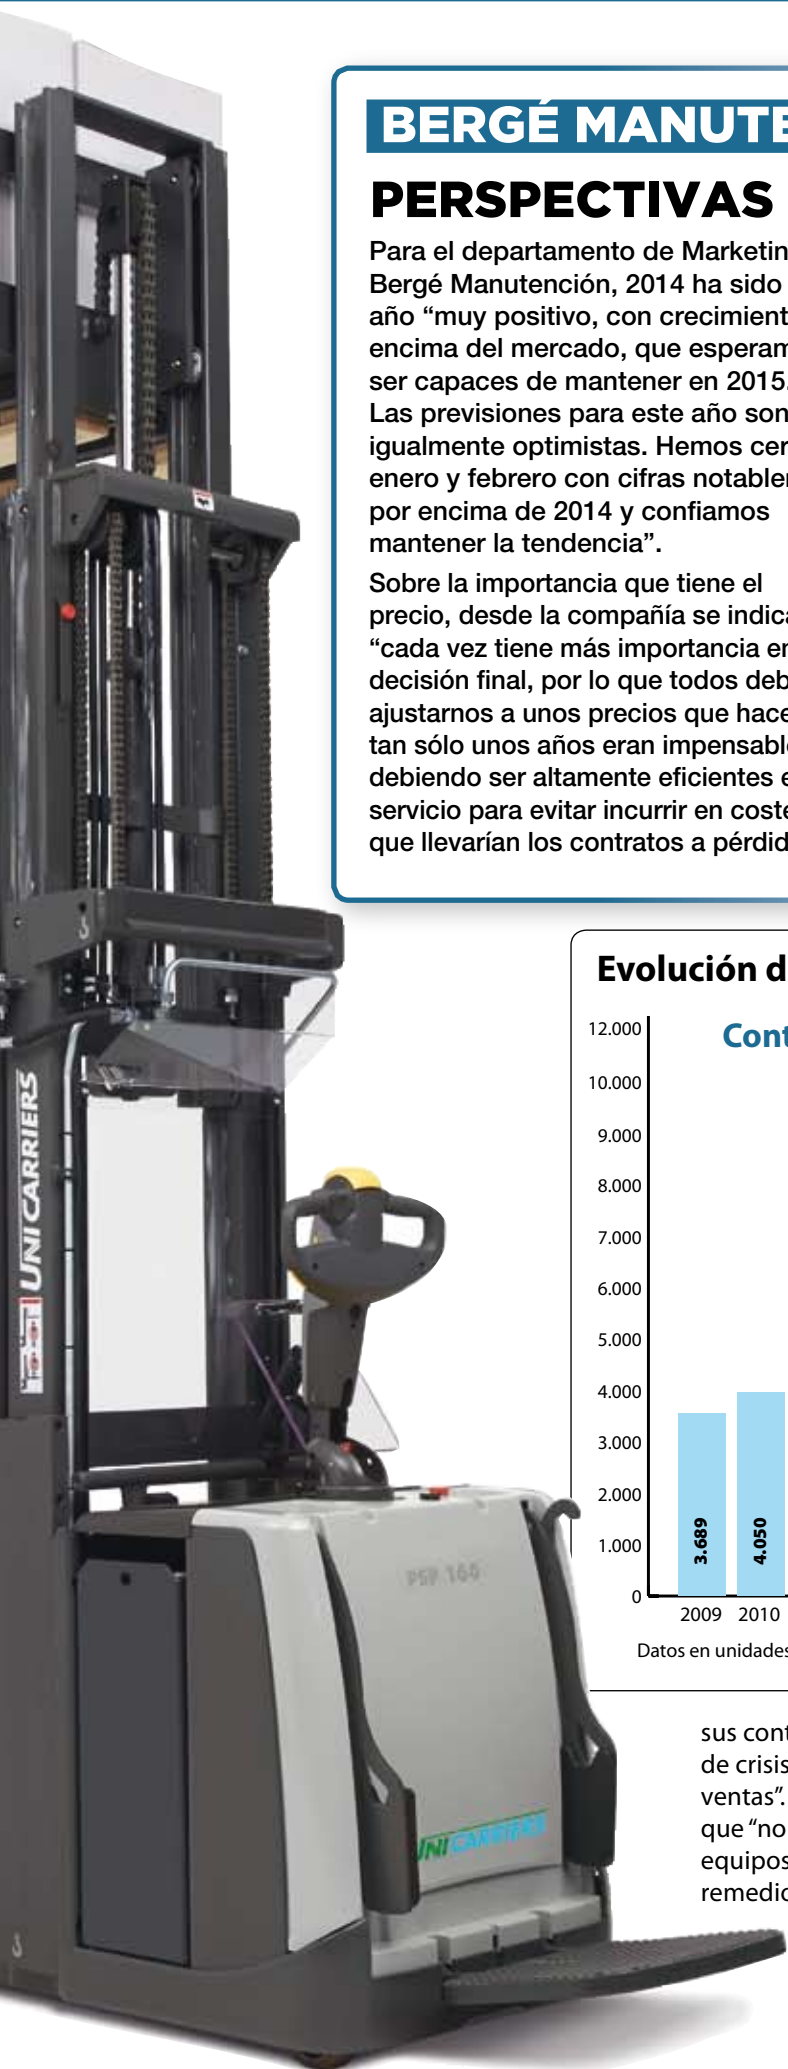 BERGÉ MANUTE
PERSPECTIVAS
Para el departamento de Marketin
Bergé Manutención, 2014 ha sido
año “muy positivo, con crecimient
encima del mercado, que esperam
ser capaces de mantener en 2015.
Las previsiones para este año son
igualmente optimistas. Hemos cer
enero y febrero con cifras notabler
por encima de 2014 y confiamos
mantener la tendencia”.
Sobre la importancia que tiene el
precio, desde la compañía se indica
“cada vez tiene más importancia en
decisión final, por lo que todos deb
ajustarnos a unos precios que hace
tan sólo unos años eran impensable
debiendo ser altamente eficientes e
servicio para evitar incurrir en coste
que llevarían los contratos a pérdid
Evolución d
Cont
12.000
10.000
9.000
8.000
7.000
6.000
5.000
4.000
3.000
2.000
1.000
0
3.689
4.050
2009 2010
Datos en unidades
sus cont
de crisis
ventas”.
que “no
equipos
remedio
UNICARRIERS
PSP 160
UNICARRIERS